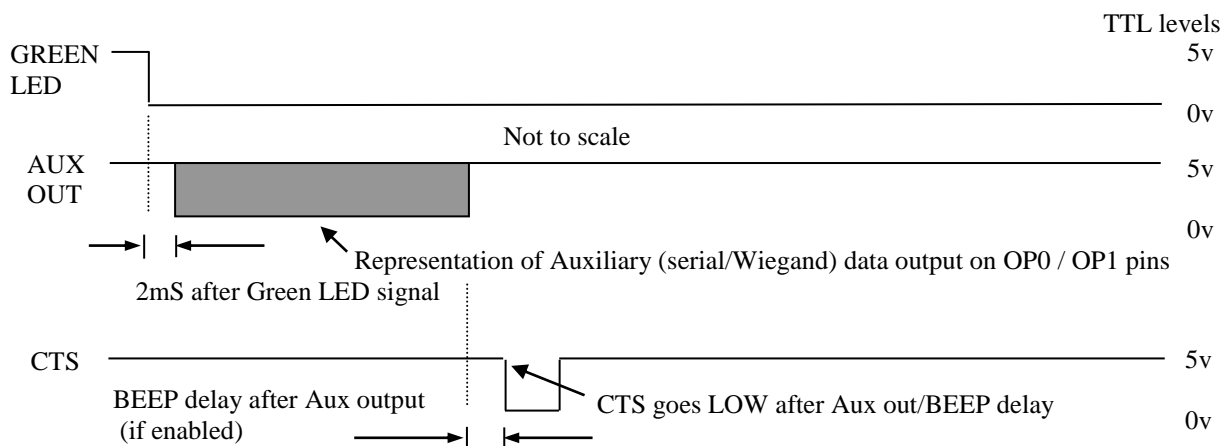 TTL levels
GREEN
LED
5v
0v
Not to scale
AUX
OUT
5v
0v
Representation of Auxiliary (serial/Wiegand) data output on OP0 / OP1 pins
2mS after Green LED signal
CTS
5v
BEEP delay after Aux output
(if enabled)
CTS goes LOW after Aux out/BEEP delay
0v